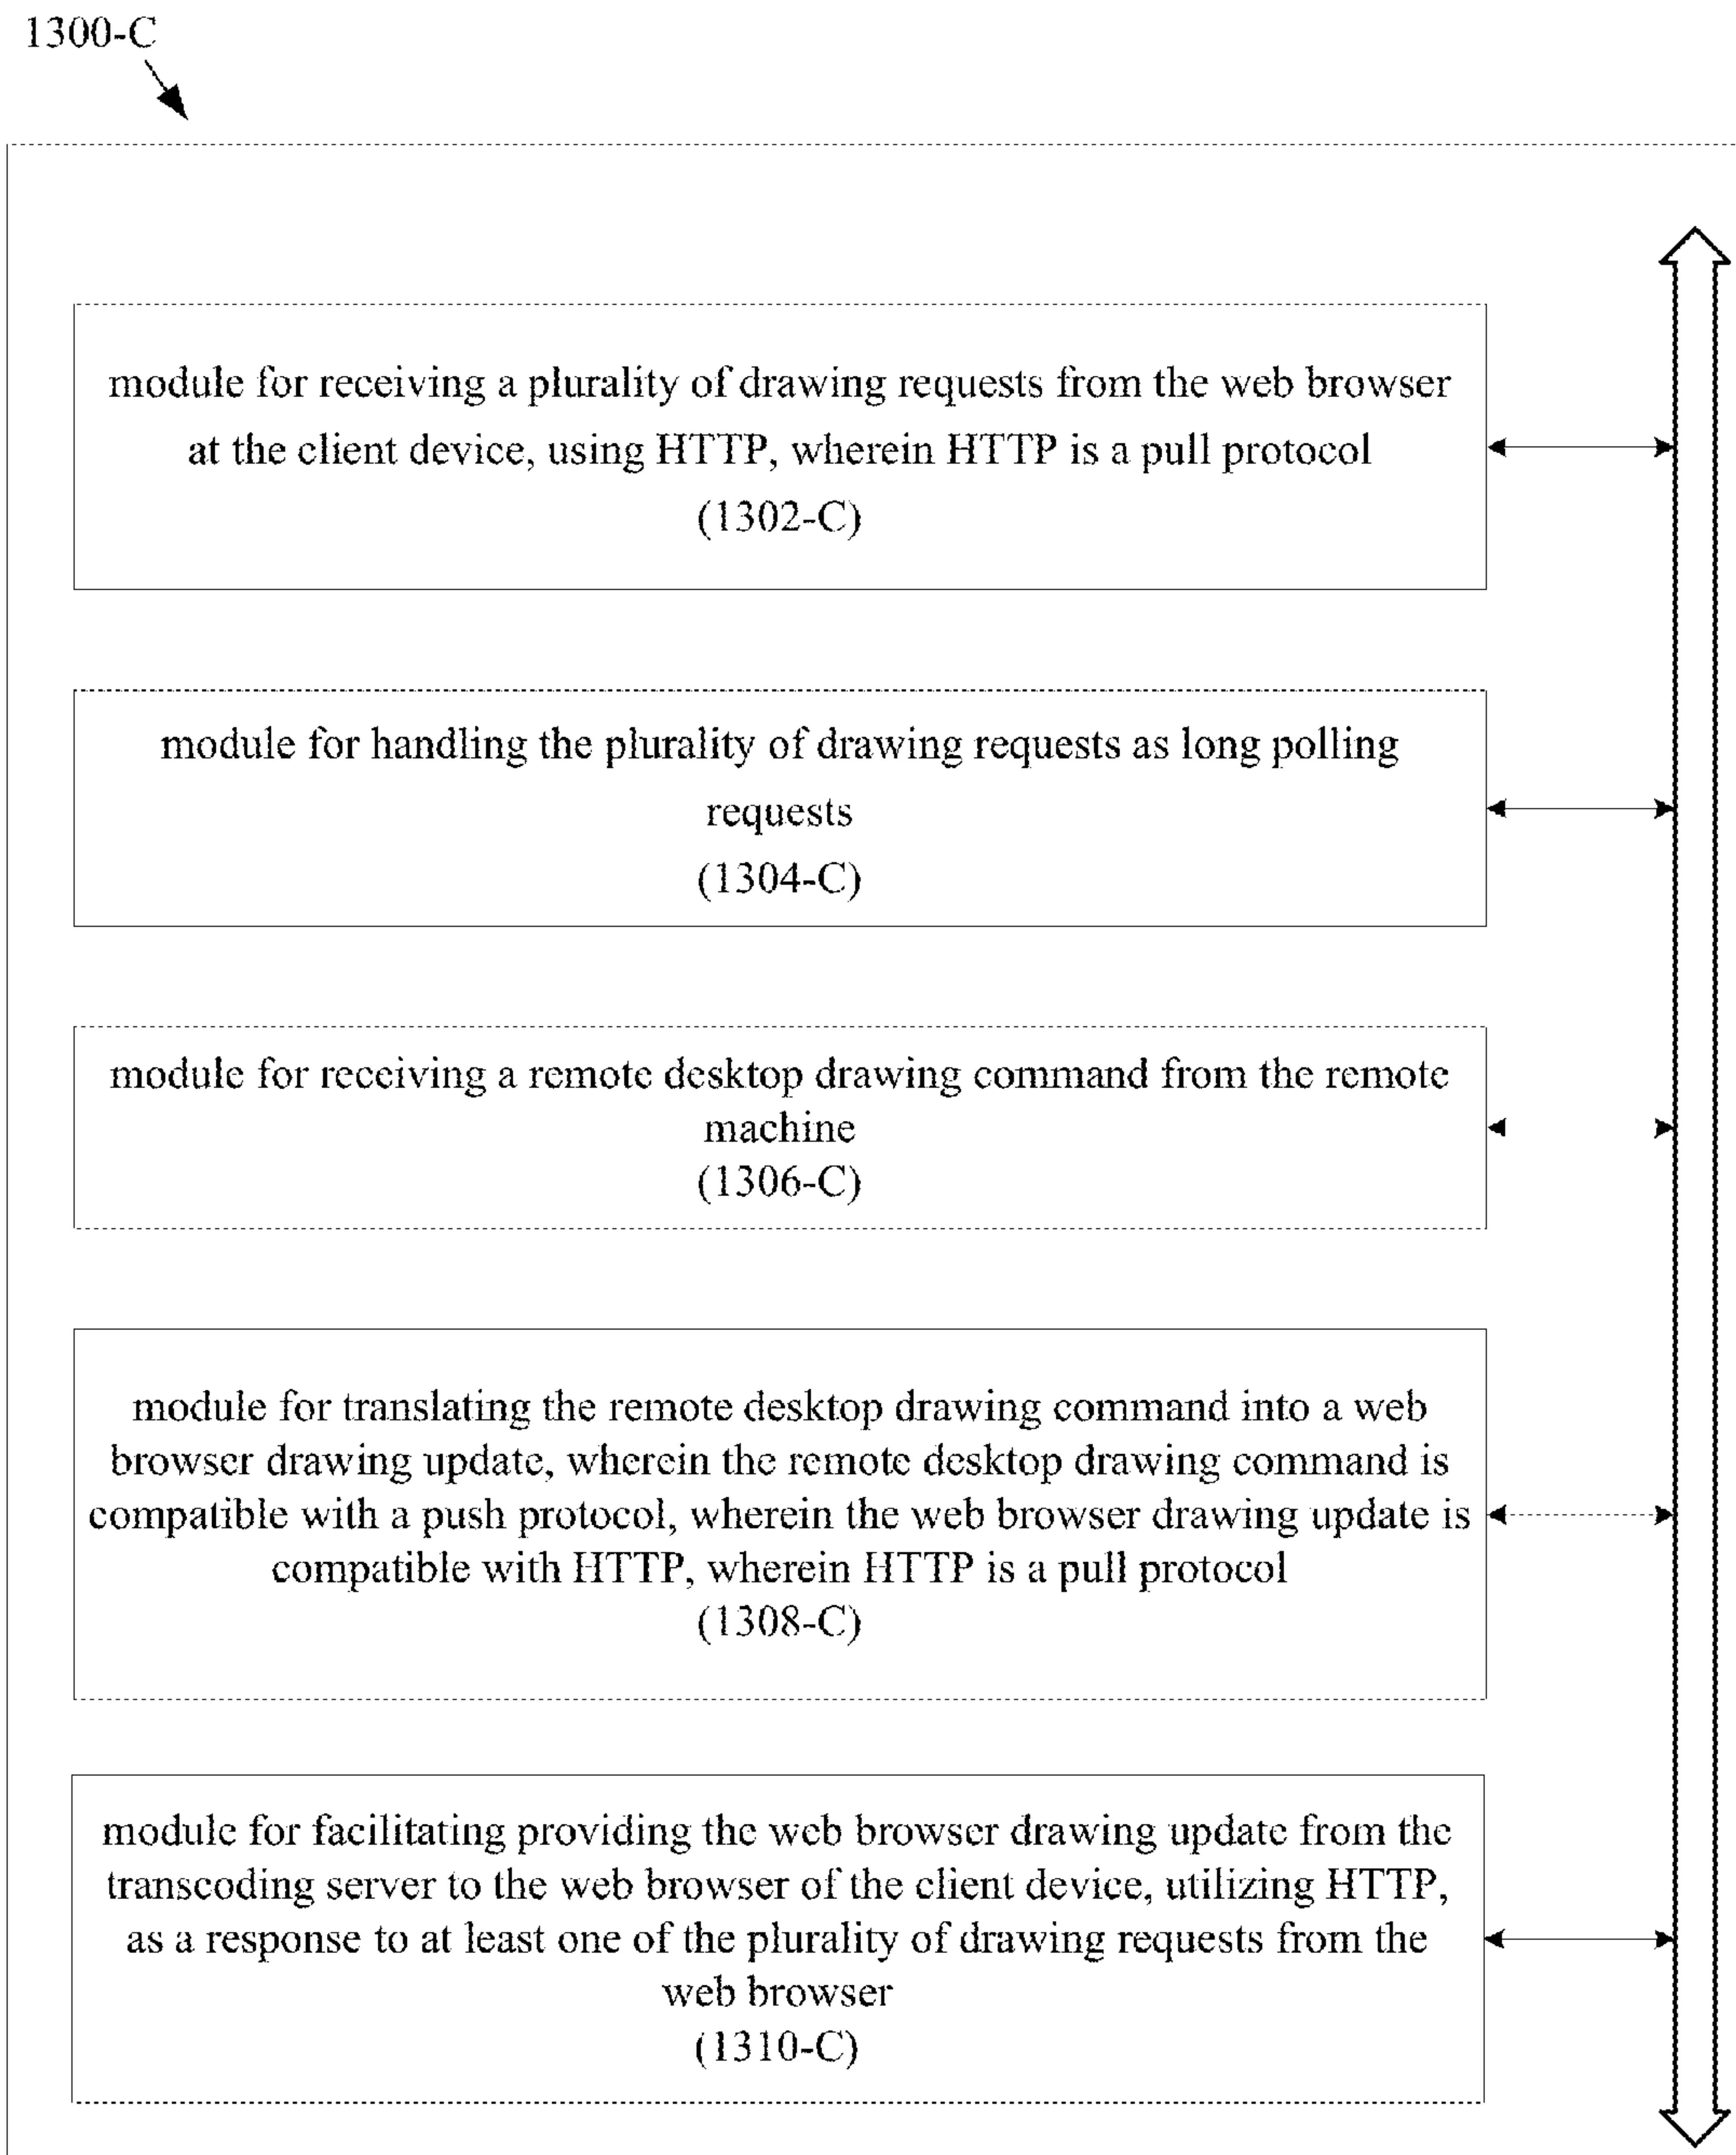 1300-C
module for receiving a plurality of drawing requests from the web browser
at the client device, using HTTP, wherein HTTP is a pull protocol
(1302-C)
module for handling the plurality of drawing requests as long polling
requests
(1304-C)
module for receiving a remote desktop drawing command from the remote
machine
(1306-C)
module for translating the remote desktop drawing command into a web
browser drawing update, wherein the remote desktop drawing command is
compatible with a push protocol, wherein the web browser drawing update is
compatible with HTTP, wherein HTTP is a pull protocol
(1308-C)
module for facilitating providing the web browser drawing update from the
transcoding server to the web browser of the client device, utilizing HTTP,
as a response to at least one of the plurality of drawing requests from the
web browser
(1310-C)